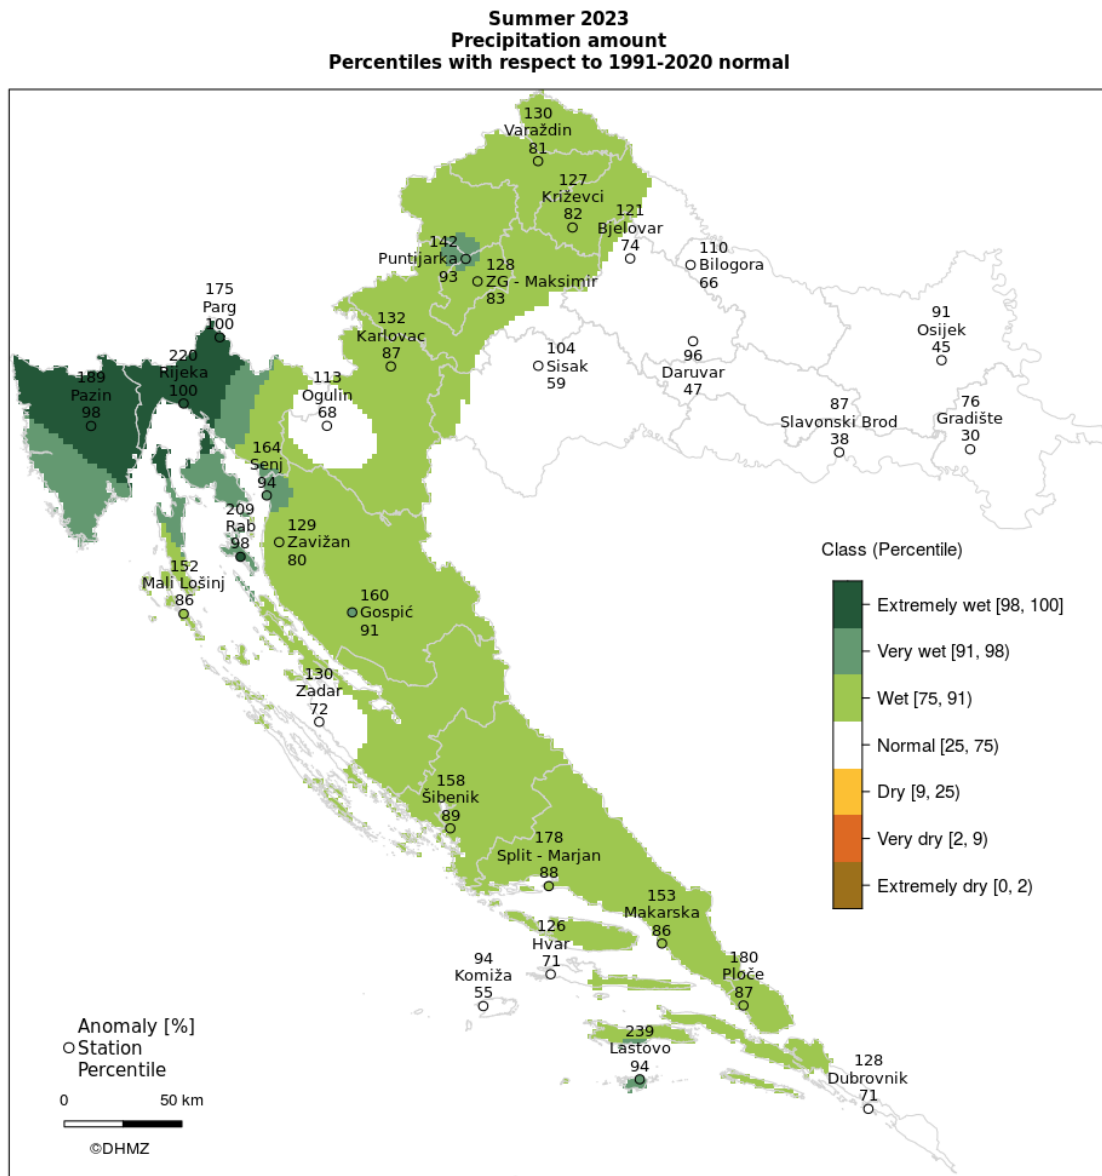 Summer 2023
Precipitation amount
Percentiles with respect to 1991-2020 normal
130
Varaždin
81
127
Križevci
82
121
Bjelovar
74
142
Puntijarka
93
128
ZG - Maksimir
83
110
Bilogora
66
175
Parg
100
132
Karlovac
87
104
Sisak
59
96
Daruvar
47
91
Osijek
45
220
Rijeka
100
189
Pazin
98
113
Ogulin
68
87
Slavonski Brod
38
76
Gradište
30
164
Senj
94
209
Rab
98
129
Zavižan
80
152
Mali Lošinj
86
160
Gospić
91
130
Zadar
72
158
Šibenik
89
178
Split - Marjan
88
153
Makarska
86
126
Hvar
71
94
Komiža
55
180
Ploče
87
239
Lastovo
94
128
Dubrovnik
71
Class (Percentile)
Extremely wet [98, 100]
Very wet [91, 98)
Wet [75, 91)
Normal [25, 75)
Dry [9, 25)
Very dry [2, 9)
Extremely dry [0, 2)
Anomaly [%]
Station
Percentile
0 50 km
©DHMZ